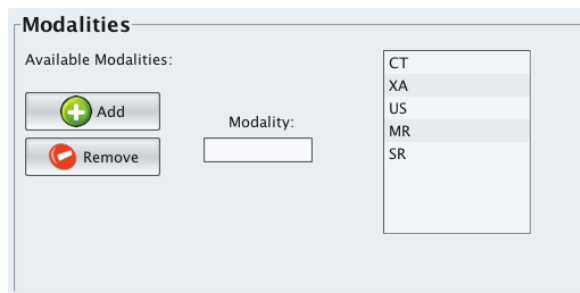 Modalities
Available Modalities:
Add
Remove
Modality:
CT
XA
US
MR
SR